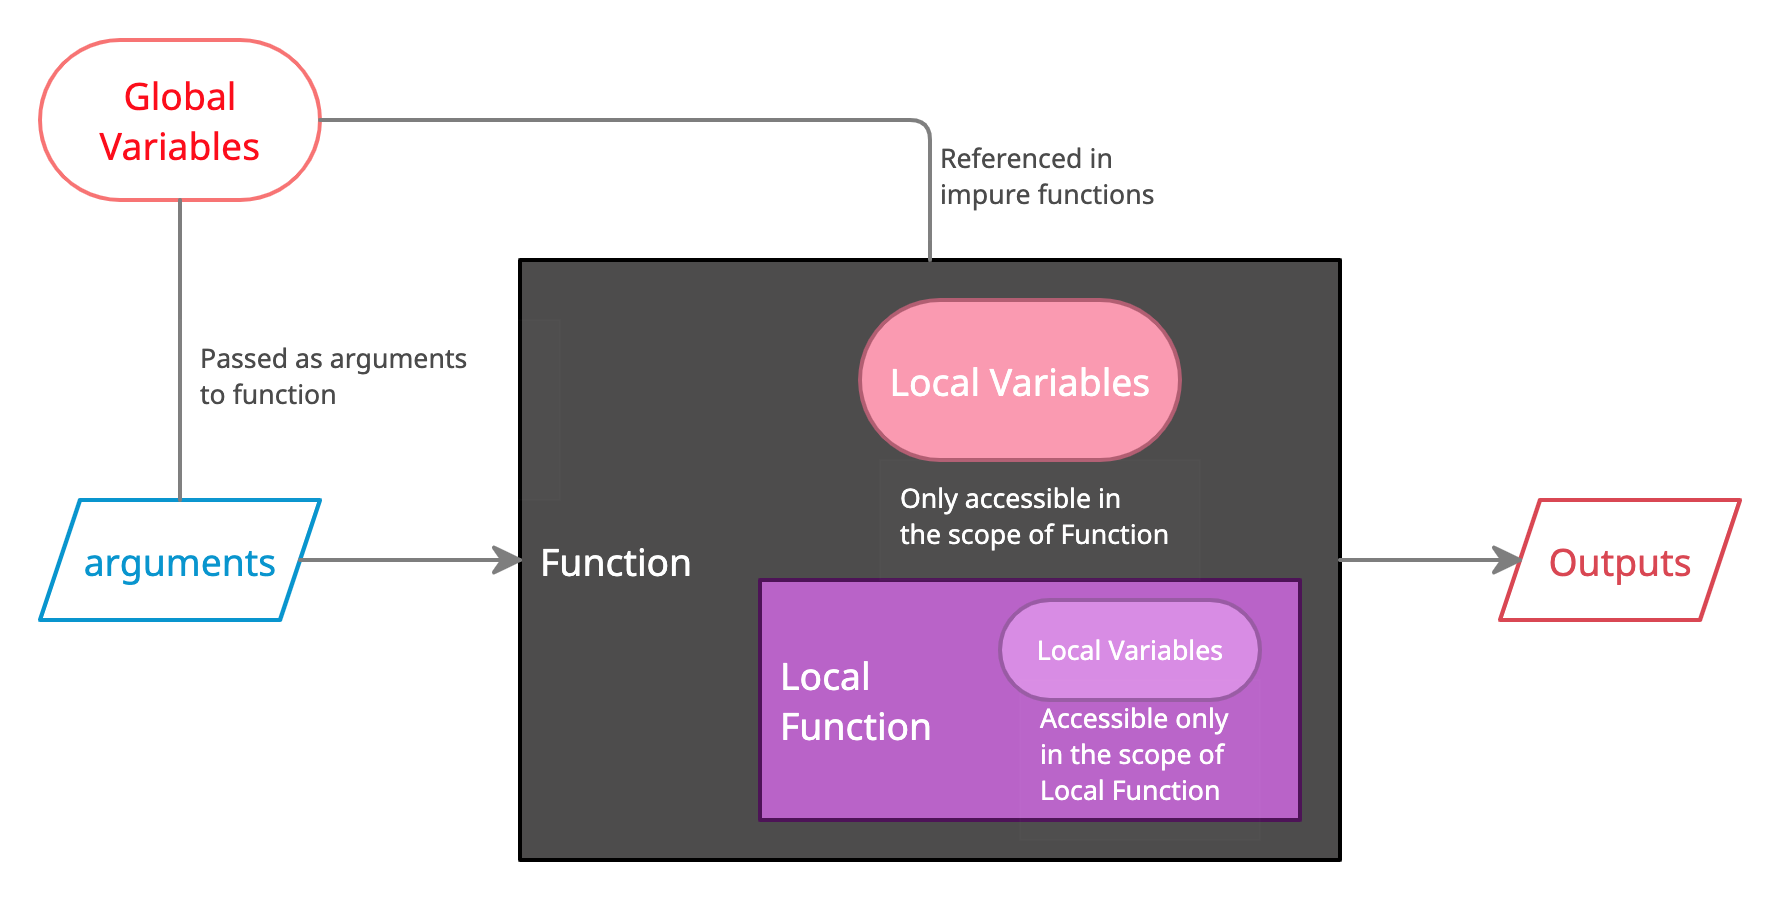 Global
Variables
Referenced in
impure functions
Passed as arguments
to function
Local Variables
Only accessible in
the scope of Function
arguments
Function
Outputs
Local
Function
Local Variables
Accessible only
in the scope of
Local Function